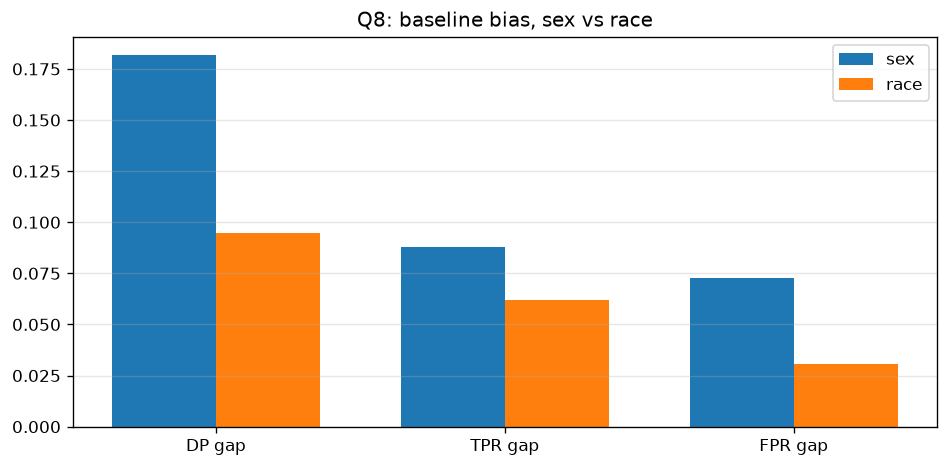 Q8: baseline bias, sex vs race
sex
race
0.175
0.150
0.125
0.100
0.075
0.050
0.025
0.000
DP gap
TPR gap
FPR gap